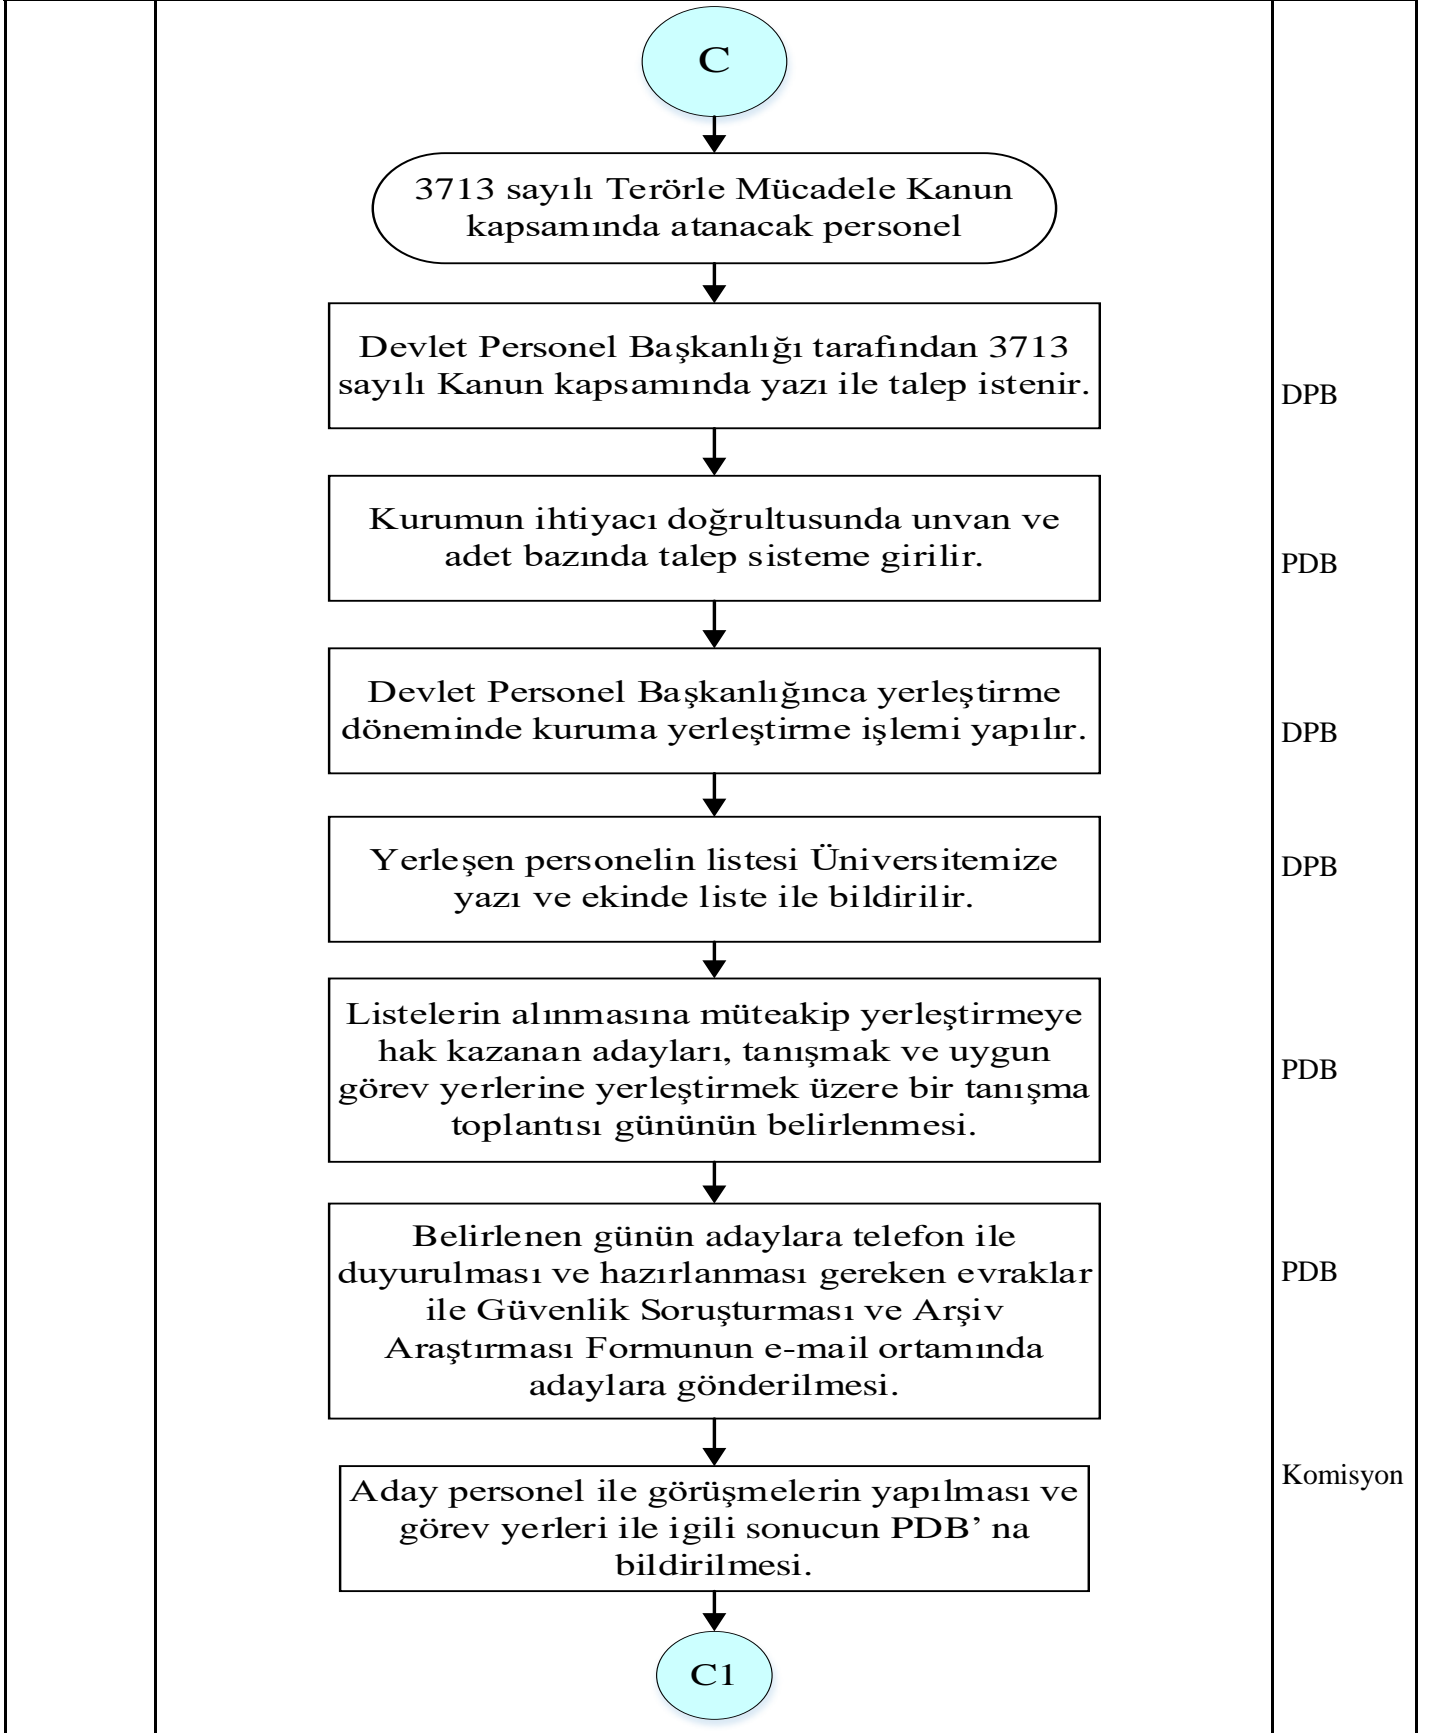 C
3713 sayılı Terörle Mücadele Kanun
kapsamında atanacak personel
Devlet Personel Başkanlığı tarafından 3713
sayılı Kanun kapsamında yazı ile talep istenir.
DPB
Kurumun ihtiyacı doğrultusunda unvan ve
adet bazında talep sisteme girilir.
PDB
Devlet Personel Başkanlığınca yerleştirme
döneminde kuruma yerleştirme işlemi yapılır.
DPB
Yerleşen personelin listesi Üniversitemize
yazı ve ekinde liste ile bildirilir.
DPB
Listelerin alınmasına müteakip yerleştirmeye
hak kazanan adayları, tanışmak ve uygun
görev yerlerine yerleştirmek üzere bir tanışma
toplantısı gününün belirlenmesi.
PDB
Belirlenen günün adaylara telefon ile
duyurulması ve hazırlanması gereken evraklar
ile Güvenlik Soruşturması ve Arşiv
Araştırması Formunun e-mail ortamında
adaylara gönderilmesi.
PDB
Aday personel ile görüşmelerin yapılması ve
görev yerleri ile igili sonucun PDB’ na
bildirilmesi.
Komisyon
C1